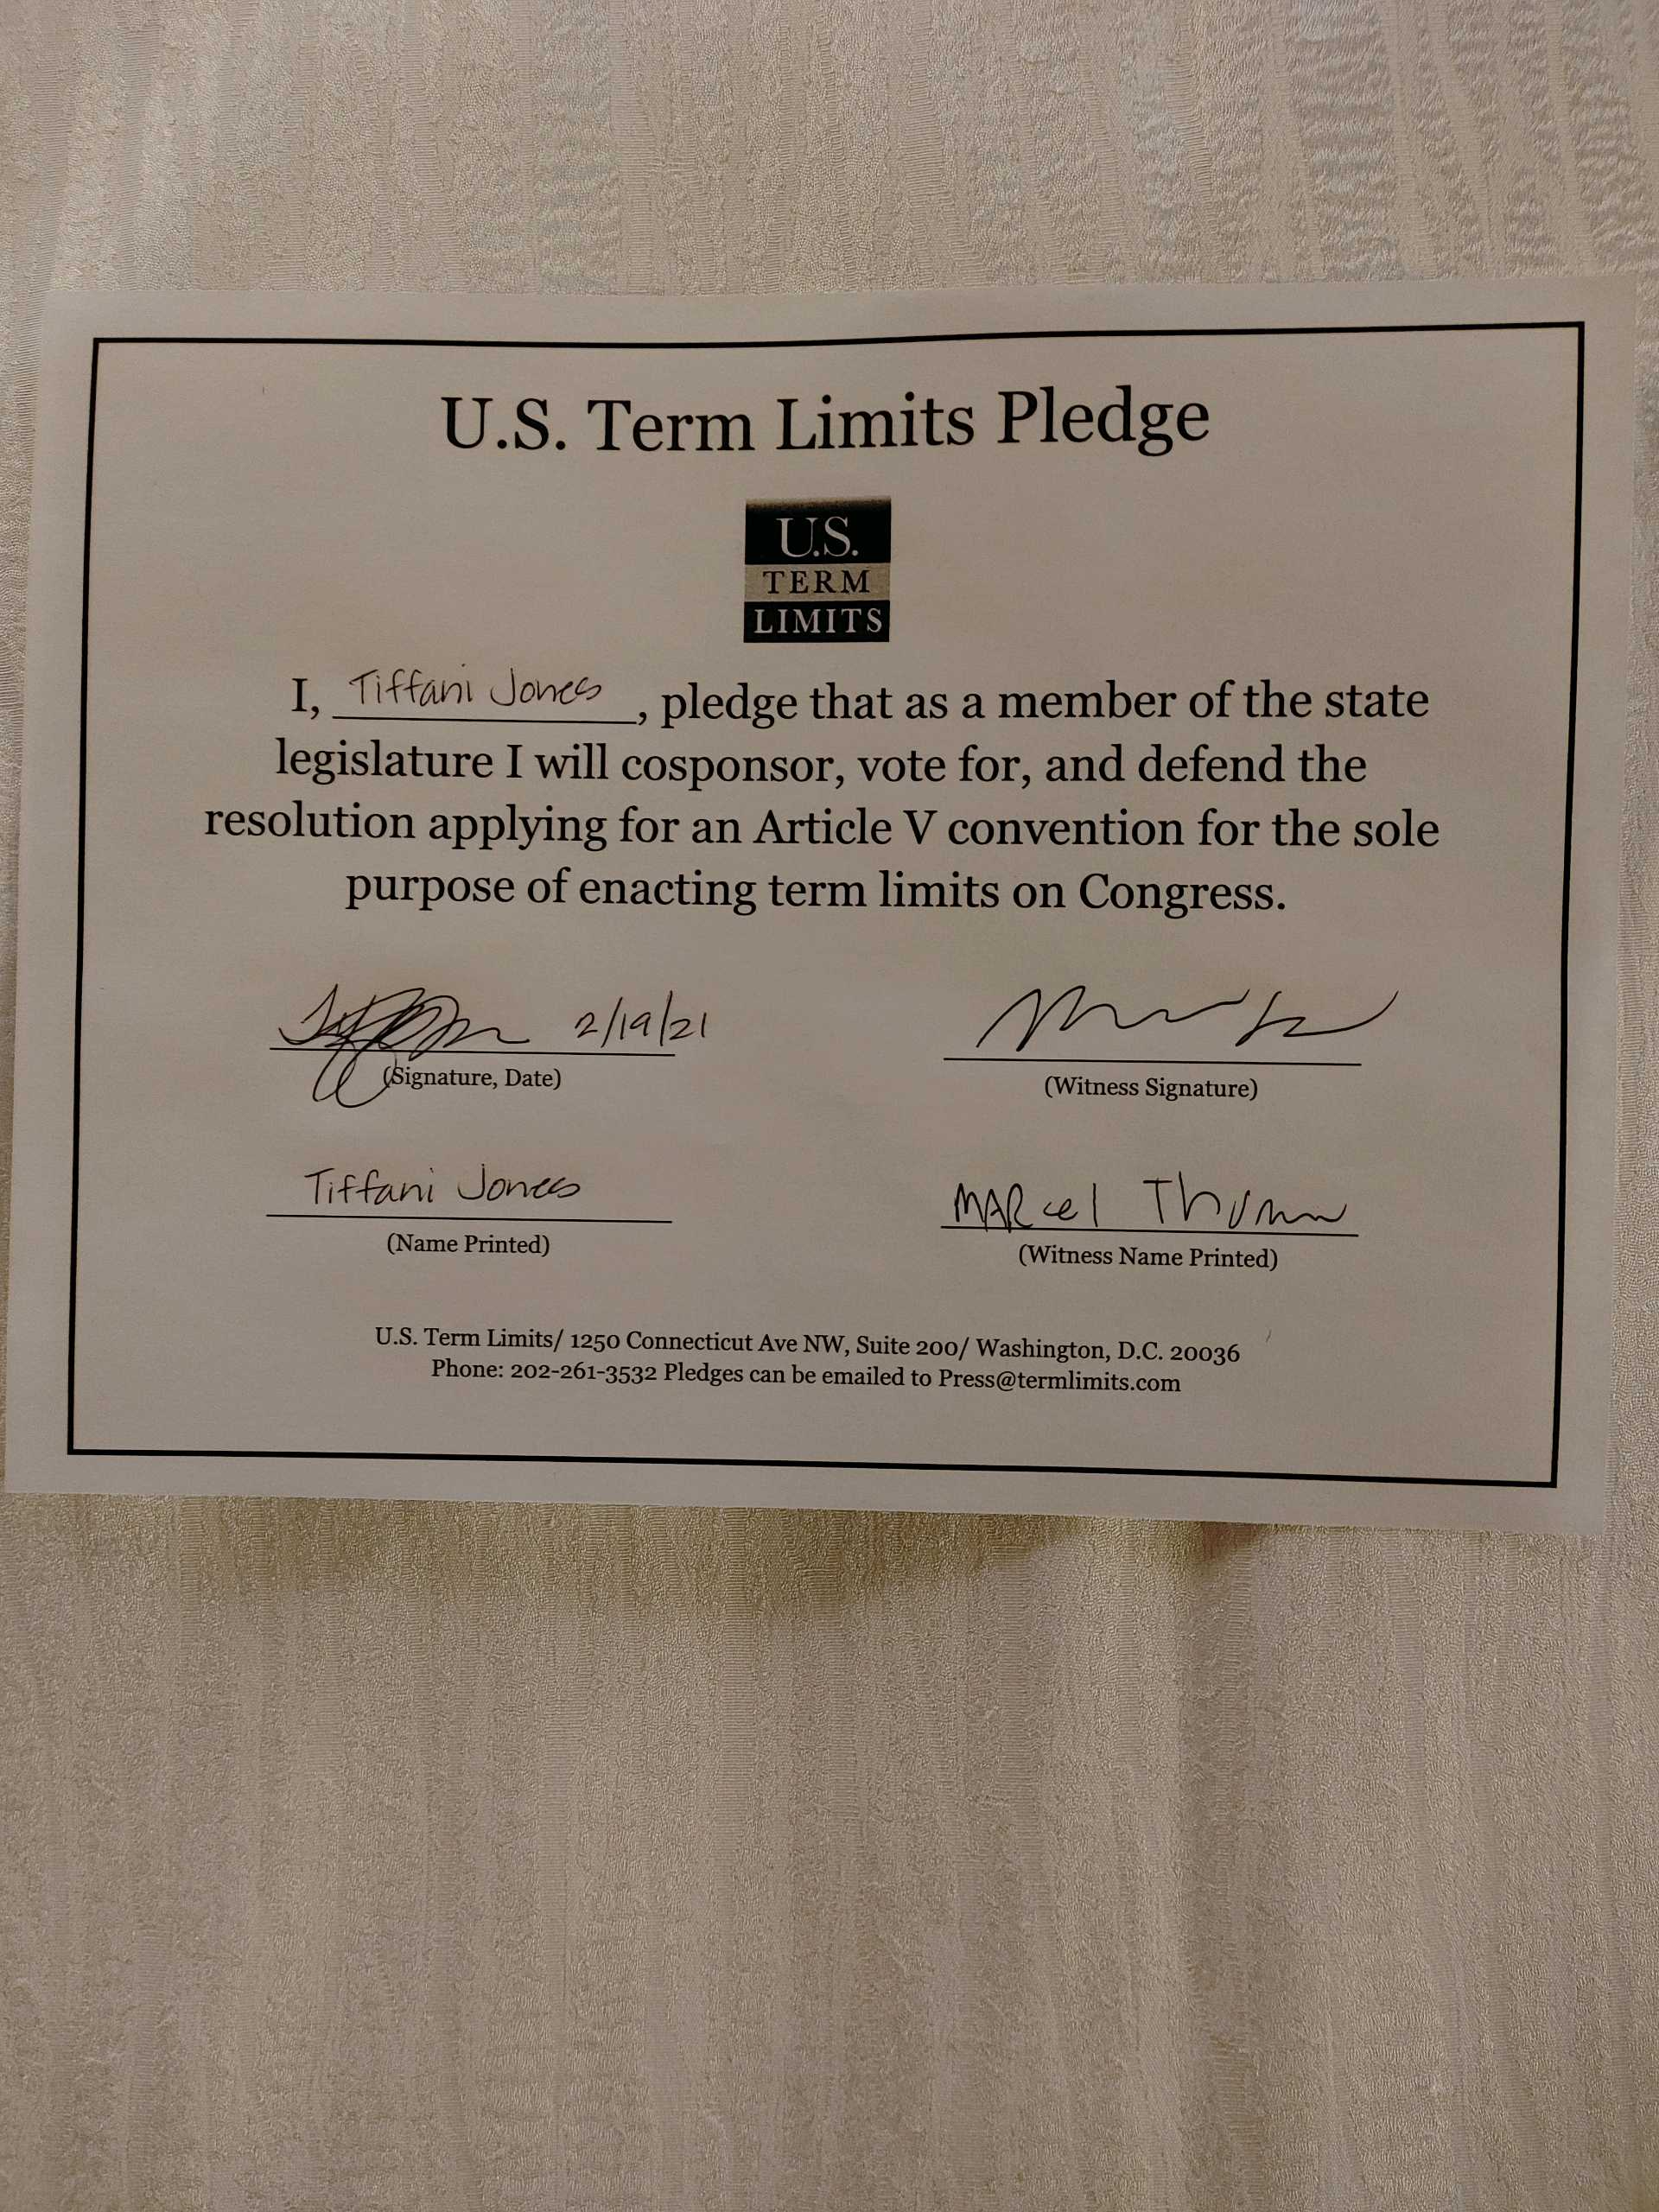 U.S. Term Limits Pledge
U.S.
TERM
LIMITS
I, Tiffani Jones, pledge that as a member of the state
legislature I will cosponsor, vote for, and defend the
resolution applying for an Article V convention for the sole
purpose of enacting term limits on Congress.
2/19/21
(Signature, Date)
(Witness Signature)
Tiffani Jones
MARcel
(Name Printed)
(Witness Name Printed)
U.S. Term Limits/ 1250 Connecticut Ave NW, Suite 200/ Washington, D.C. 20036
Phone: 202-261-3532 Pledges can be emailed to Press@termlimits.com